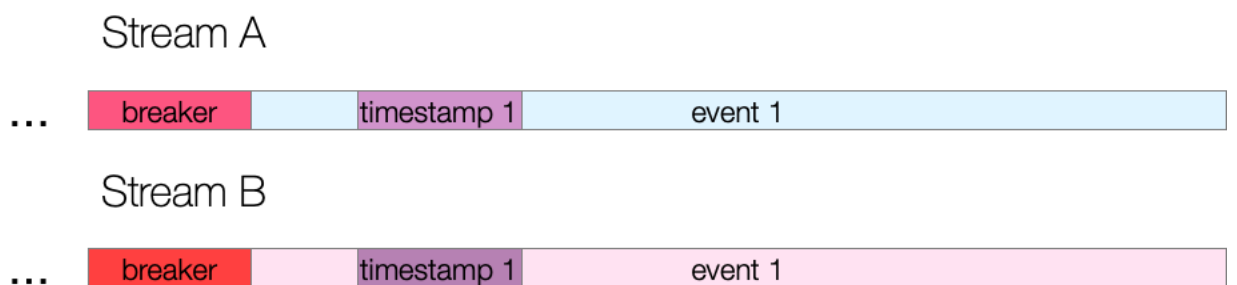 Stream A
... breaker timestamp 1 event 1
Stream B
... breaker timestamp 1 event 1